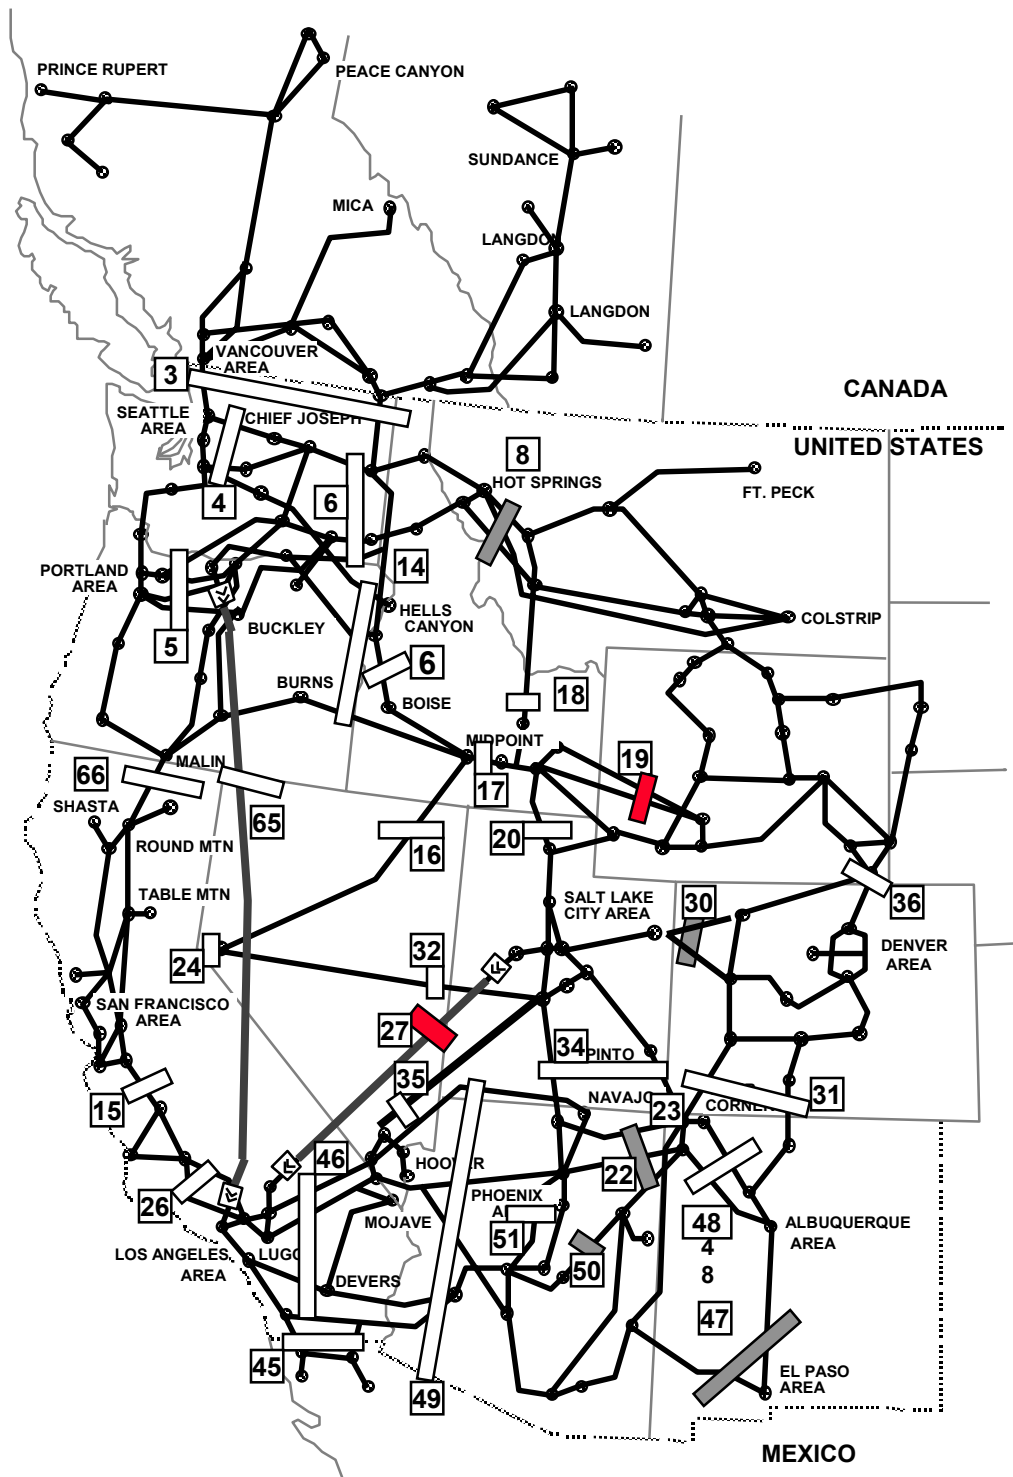 PRINCE RUPERT
PEACE CANYON
SUNDANCE
MICA
LANGDON
LANGDON
VANCOUVER
AREA
3
CANADA
SEATTLE
AREA
CHIEF JOSEPH
UNITED STATES
8
HOT SPRINGS
4
6
FT. PECK
14
PORTLAND
AREA
HELLS
CANYON
COLSTRIP
5
BUCKLEY
6
BURNS
BOISE
18
MIDPOINT
MALIN
66
19
17
SHASTA
65
ROUND MTN
16
20
TABLE MTN
SALT LAKE
CITY AREA
30
36
24
32
DENVER
AREA
SAN FRANCISCO
AREA
27
34
PINTO
35
15
NAVAJO
23
31
46
HOOVER
22
26
PHOENIX
MOJAVE
48
ALBUQUERQUE
AREA
51
4
8
LOS ANGELES
AREA
LUGO
50
DEVERS
47
45
49
EL PASO
AREA
MEXICO